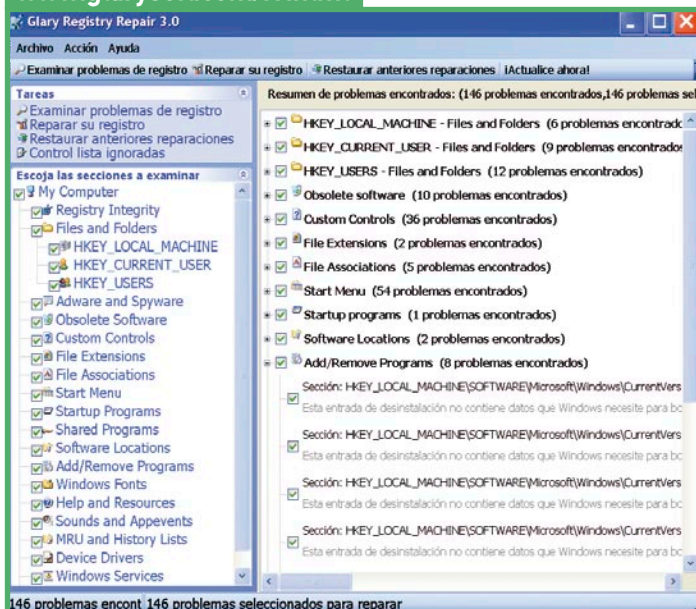 Glary Registry Repair 3.0
Archivo Acción Ayuda
Examinar problemas de registro Reparar su registro Restaurar anteriores reparaciones ¡Actualice ahora!
Tareas
Examinar problemas de registro
Reparar su registro
Restaurar anteriores reparaciones
Control lista ignoradas
Escoja las secciones a examinar
My Computer
Registry Integrity
Files and Folders
HKEY_LOCAL_MACHINE
HKEY_CURRENT_USER
HKEY_USERS
Adware and Spyware
Obsolete Software
Custom Controls
File Extensions
File Associations
Start Menu
Startup Programs
Shared Programs
Software Locations
Add/Remove Programs
Windows Fonts
Help and Resources
Sounds and Appevents
MRU and History Lists
Device Drivers
Windows Services
Resumen de problemas encontrados: (146 problemas encontrados,146 problemas sel
HKEY_LOCAL_MACHINE - Files and Folders (6 problemas encontrado
HKEY_CURRENT_USER - Files and Folders (9 problemas encontrados
HKEY_USERS - Files and Folders (12 problemas encontrados)
Obsolete software (10 problemas encontrados)
Custom Controls (36 problemas encontrados)
File Extensions (2 problemas encontrados)
File Associations (5 problemas encontrados)
Start Menu (54 problemas encontrados)
Startup programs (1 problemas encontrados)
Software Locations (2 problemas encontrados)
Add/Remove Programs (8 problemas encontrados)
Sección: HKEY_LOCAL_MACHINE\SOFTWARE\Microsoft\Windows\CurrentVers
Esta entrada de desinstalación no contiene datos que Windows necesite para bo
Sección: HKEY_LOCAL_MACHINE\SOFTWARE\Microsoft\Windows\CurrentVers
Esta entrada de desinstalación no contiene datos que Windows necesite para bo
Sección: HKEY_LOCAL_MACHINE\SOFTWARE\Microsoft\Windows\CurrentVers
Esta entrada de desinstalación no contiene datos que Windows necesite para bo
Sección: HKEY_LOCAL_MACHINE\SOFTWARE\Microsoft\Windows\CurrentVers
Esta entrada de desinstalación no contiene datos que Windows necesite para bo
146 problemas encont 146 problemas seleccionados para reparar